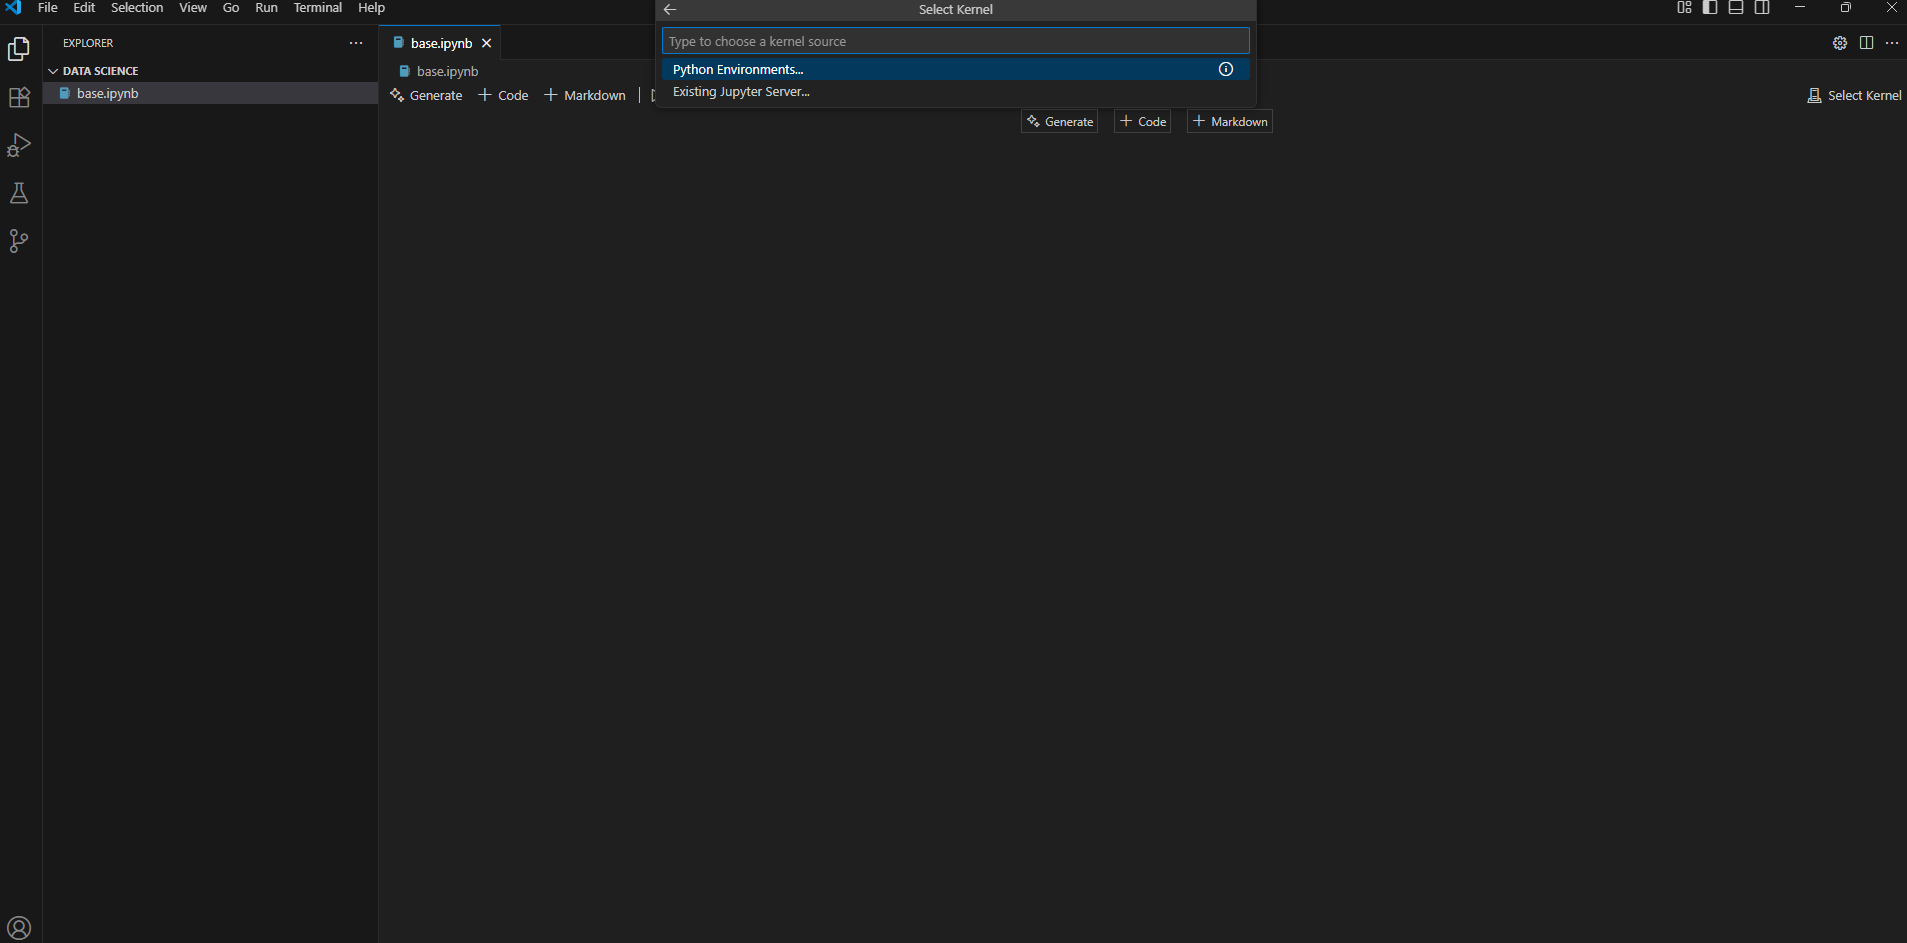 File Edit Selection View Go Run Terminal Help
Select Kernel
Type to choose a kernel source
Python Environments...
Existing Jupyter Server...
EXPLORER
DATA SCIENCE
base.ipynb
base.ipynb
base.ipynb
Generate Code Markdown
Select Kernel
Generate Code Markdown